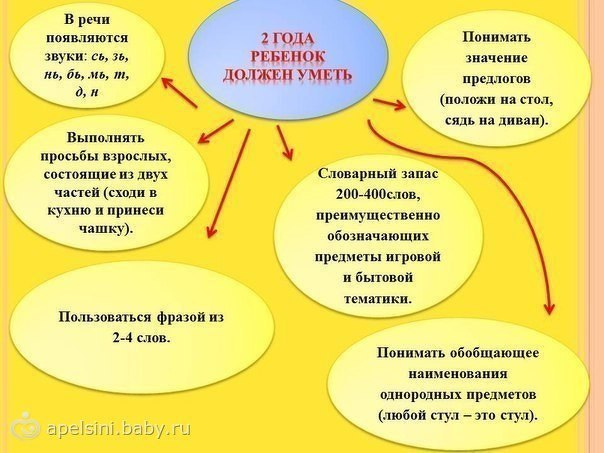 В речи
появляются
звуки: сь, зь,
нь, бь, мь, т,
д, н
2 ГОДА
РЕБЕНОК
ДОЛЖЕН УМЕТЬ
Понимать
значение
предлогов
(положи на стол,
сядь на диван).
Выполнять
просьбы взрослых,
состоящие из двух
частей (сходи в
кухню и принеси
чашку).
Словарный запас
200-400слов,
преимущественно
обозначающих
предметы игровой
и бытовой
тематики.
Пользоваться фразой из
2-4 слов.
Понимать обобщающее
наименования
однородных предметов
(любой стул – это стул).
apelsini.baby.ru